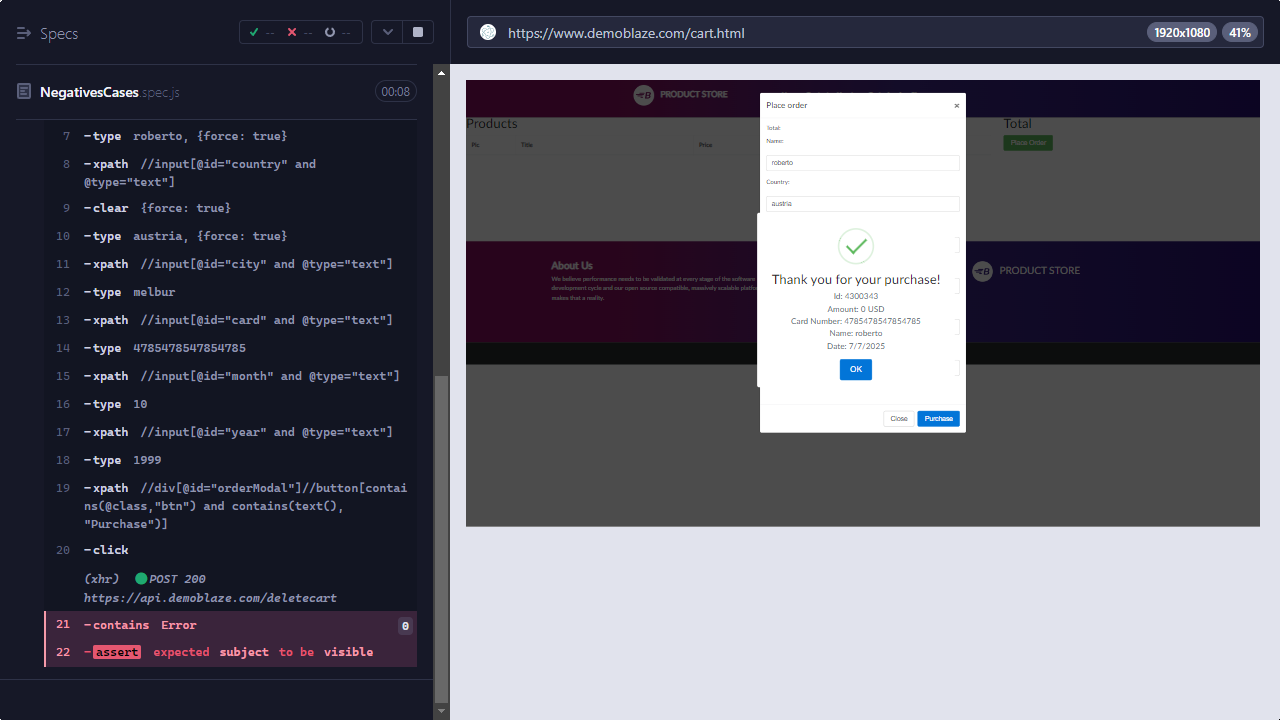 Specs
-- -- --
https://www.demoblaze.com/cart.html
1920x1080
41%
NegativesCases.spec.js
00:08
7 -type roberto, {force: true}
8 -xpath //input[@id="country" and
@type="text"]
9 -clear {force: true}
10 -type austria, {force: true}
11 -xpath //input[@id="city" and @type="text"]
12 -type melbur
13 -xpath //input[@id="card" and @type="text"]
14 -type 4785478547854785
15 -xpath //input[@id="month" and @type="text"]
16 -type 10
17 -xpath //input[@id="year" and @type="text"]
18 -type 1999
19 -xpath //div[@id="orderModal"]//button[contai
ns(@class,"btn") and contains(text(),
"Purchase")]
20 -click
(xhr) POST 200
https://api.demoblaze.com/deletecart
21 -contains Error 0
22 -assert expected subject to be visible
PRODUCT STORE
Products
Pic Title Price
Total
Place Order
Place order ×
Total:
Name:
roberto
Country:
austria
Thank you for your purchase!
Id: 4300343
Amount: 0 USD
Card Number: 4785478547854785
Name: roberto
Date: 7/7/2025
OK
Close Purchase
About Us
We believe performance needs to be validated at every stage of the software
development cycle and our open source compatible, massively scalable platfo
makes that a reality.
PRODUCT STORE